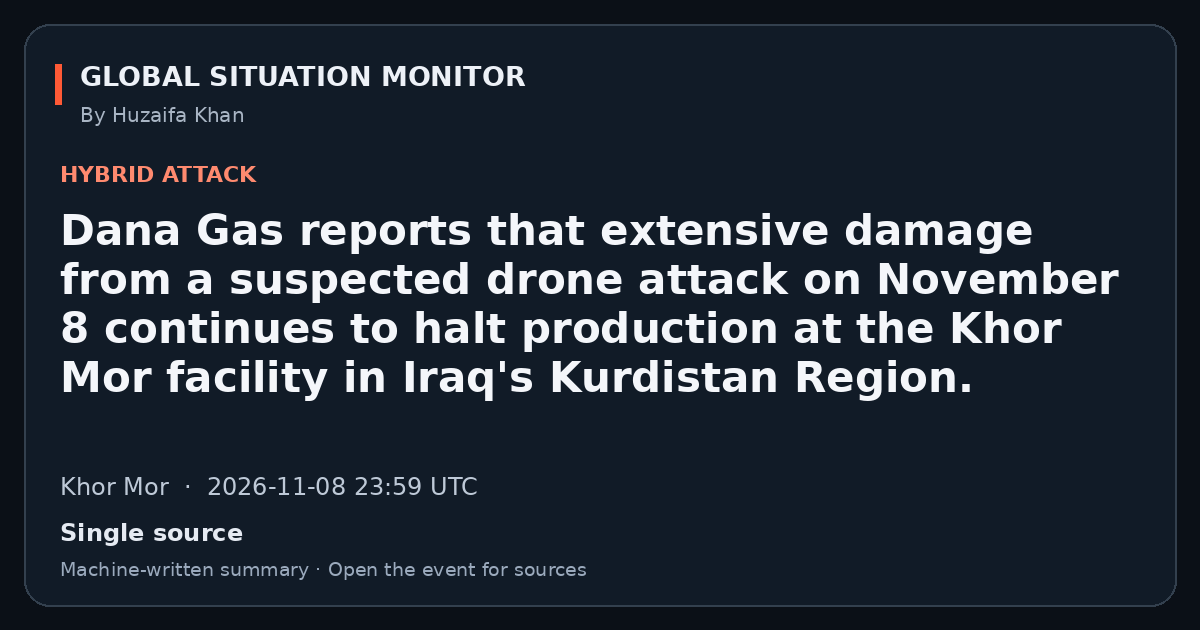 GLOBAL SITUATION MONITOR
By Huzaifa Khan
HYBRID ATTACK
Dana Gas reports that extensive damage
from a suspected drone attack on November
8 continues to halt production at the Khor
Mor facility in Iraq's Kurdistan Region.
Khor Mor · 2026-11-08 23:59 UTC
Single source
Machine-written summary · Open the event for sources